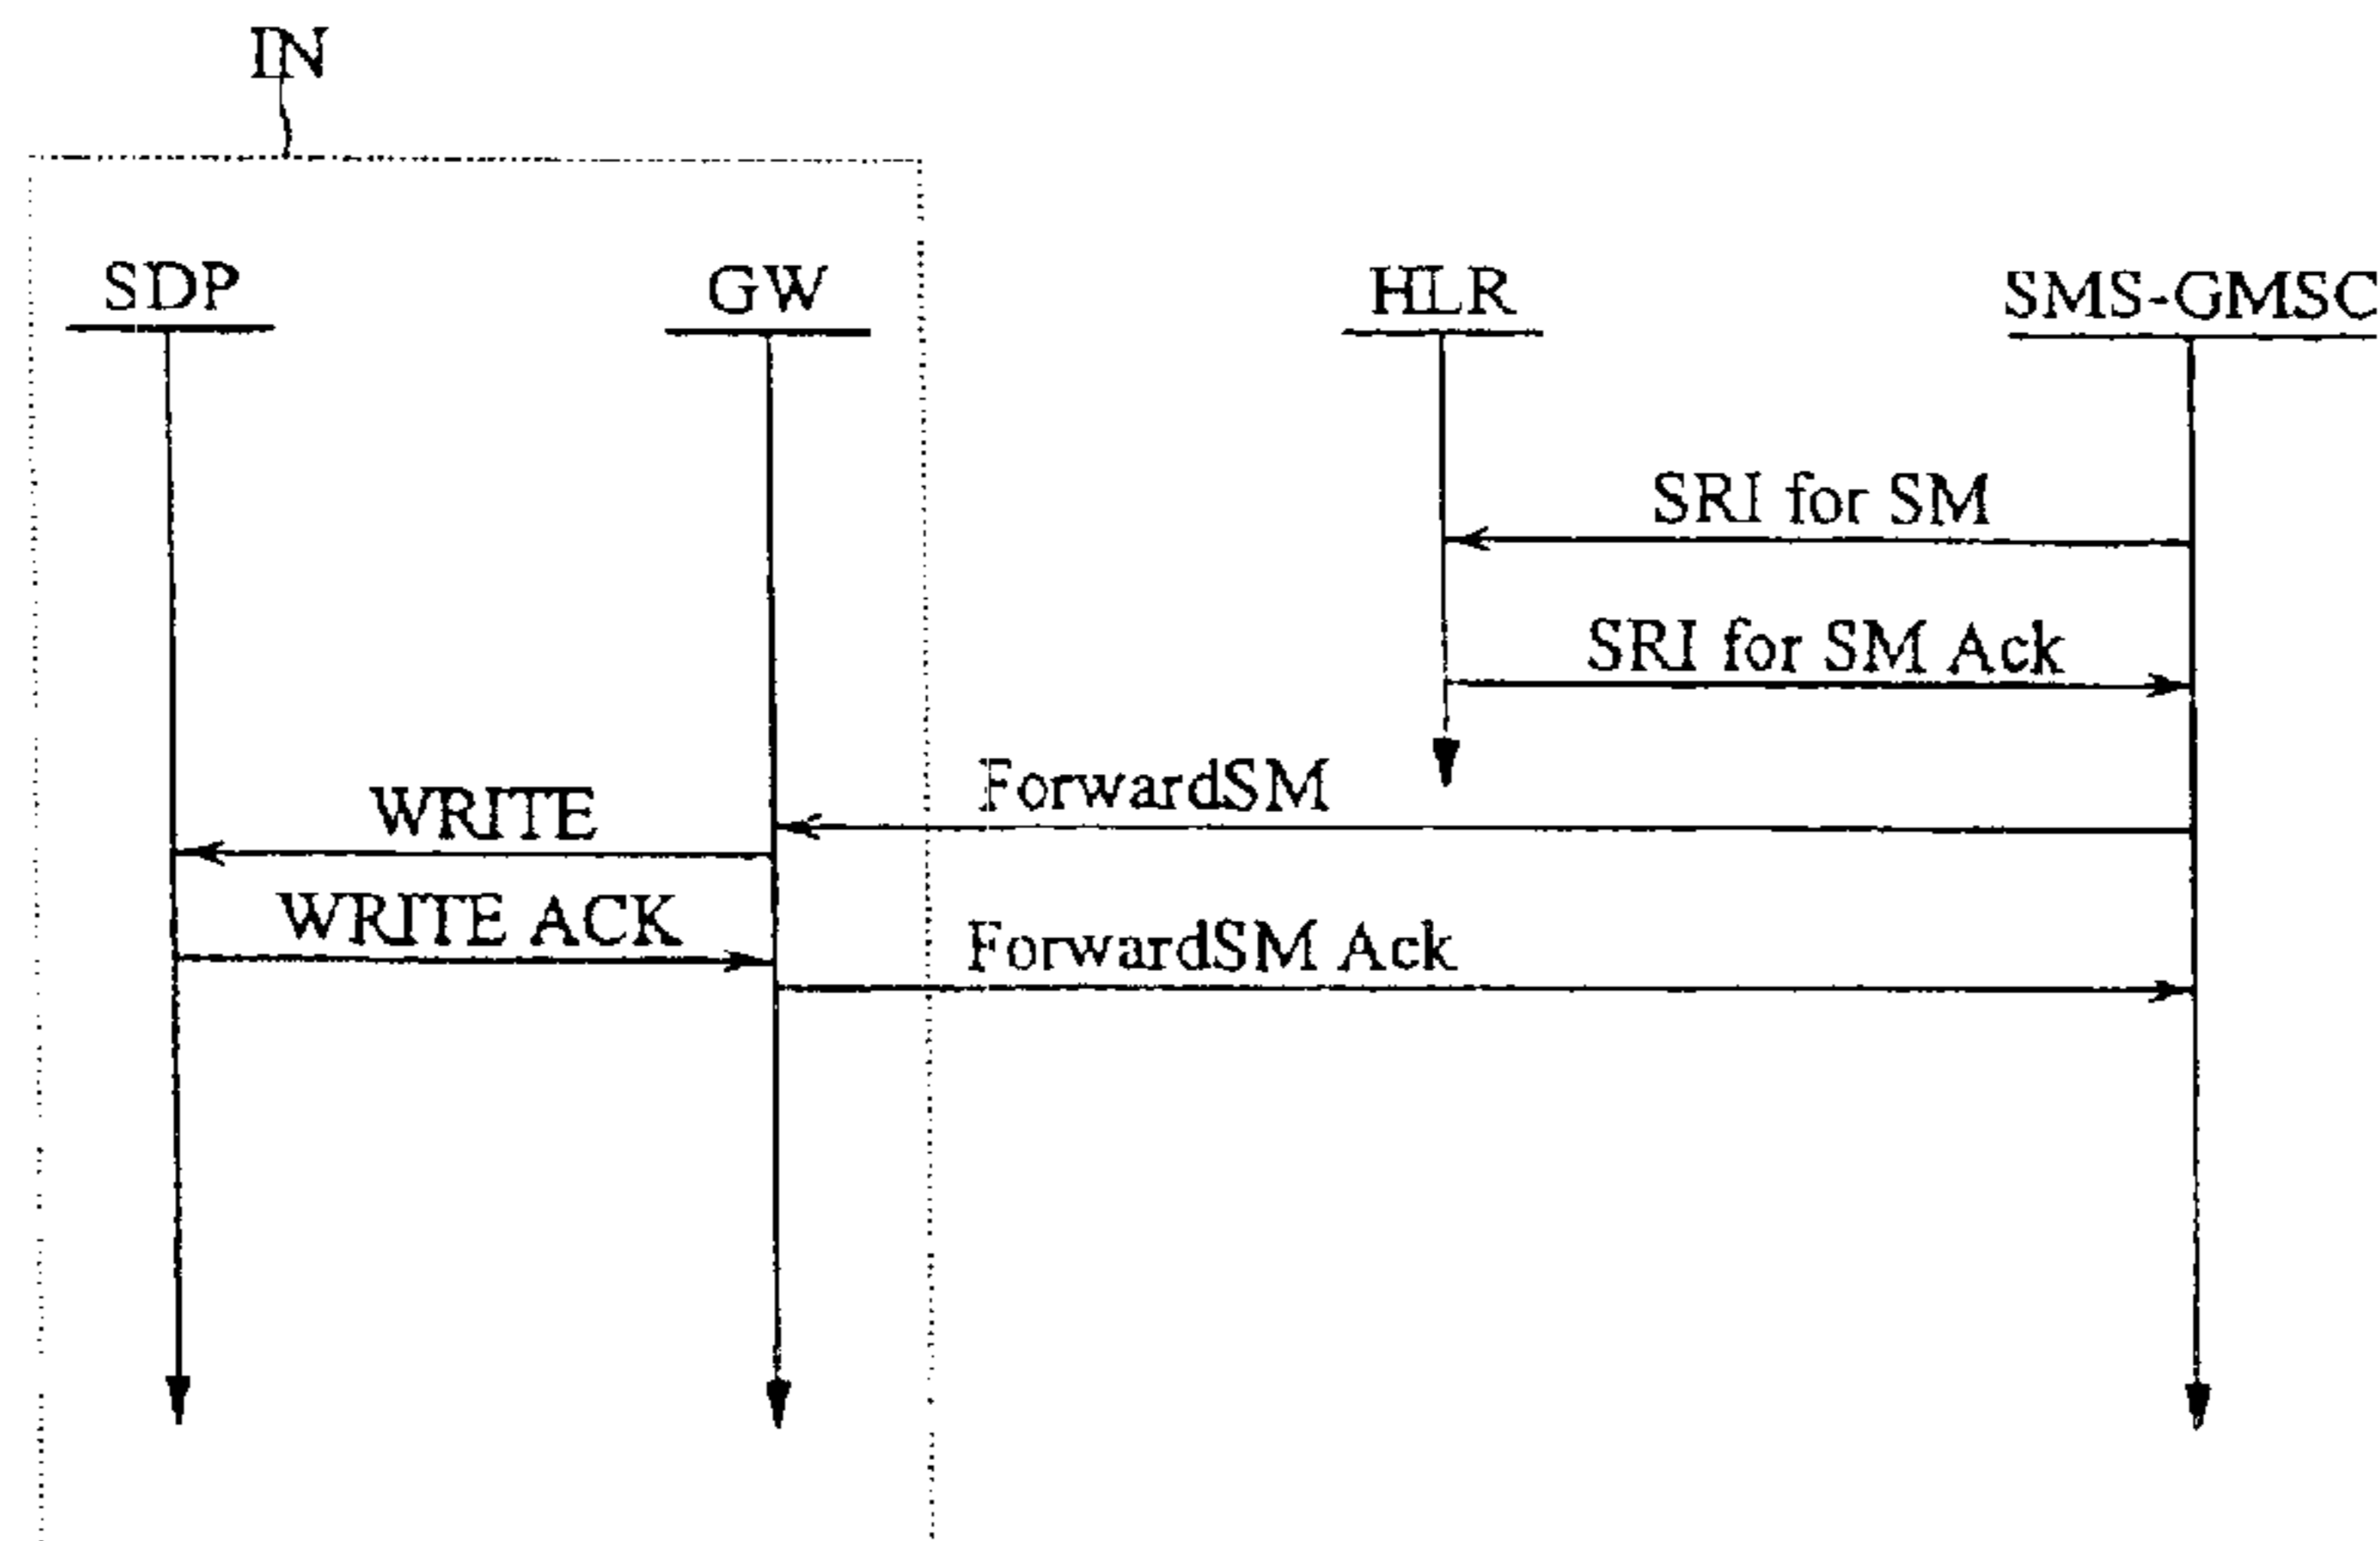 IN
SDP
GW
HLR
SMS-GMSC
SRI for SM
SRI for SM Ack
ForwardSM
WRITE
WRITE ACK
ForwardSM Ack